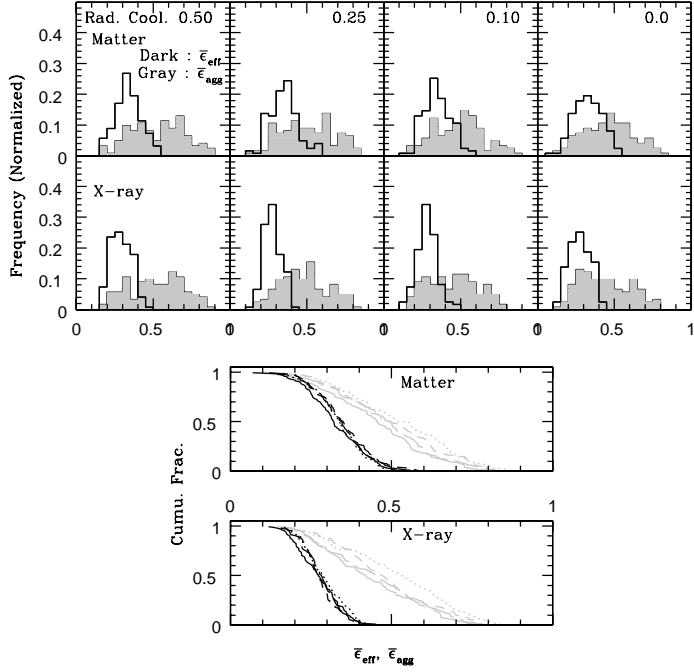 Rad. Cool. 0.50 0.25 0.10 0.0
Matter
Dark : ε̅eff
Gray : ε̅agg
0.4
0.3
0.2
0.1
0
X-ray
0.4
0.3
0.2
0.1
0
Frequency (Normalized)
0 0.5 0 0.5 0 0.5 0 0.5 1
Matter
1
0.5
0
0 0.5 1
X-ray
1
0.5
0
Cumu. Frac.
ε̅eff, ε̅agg